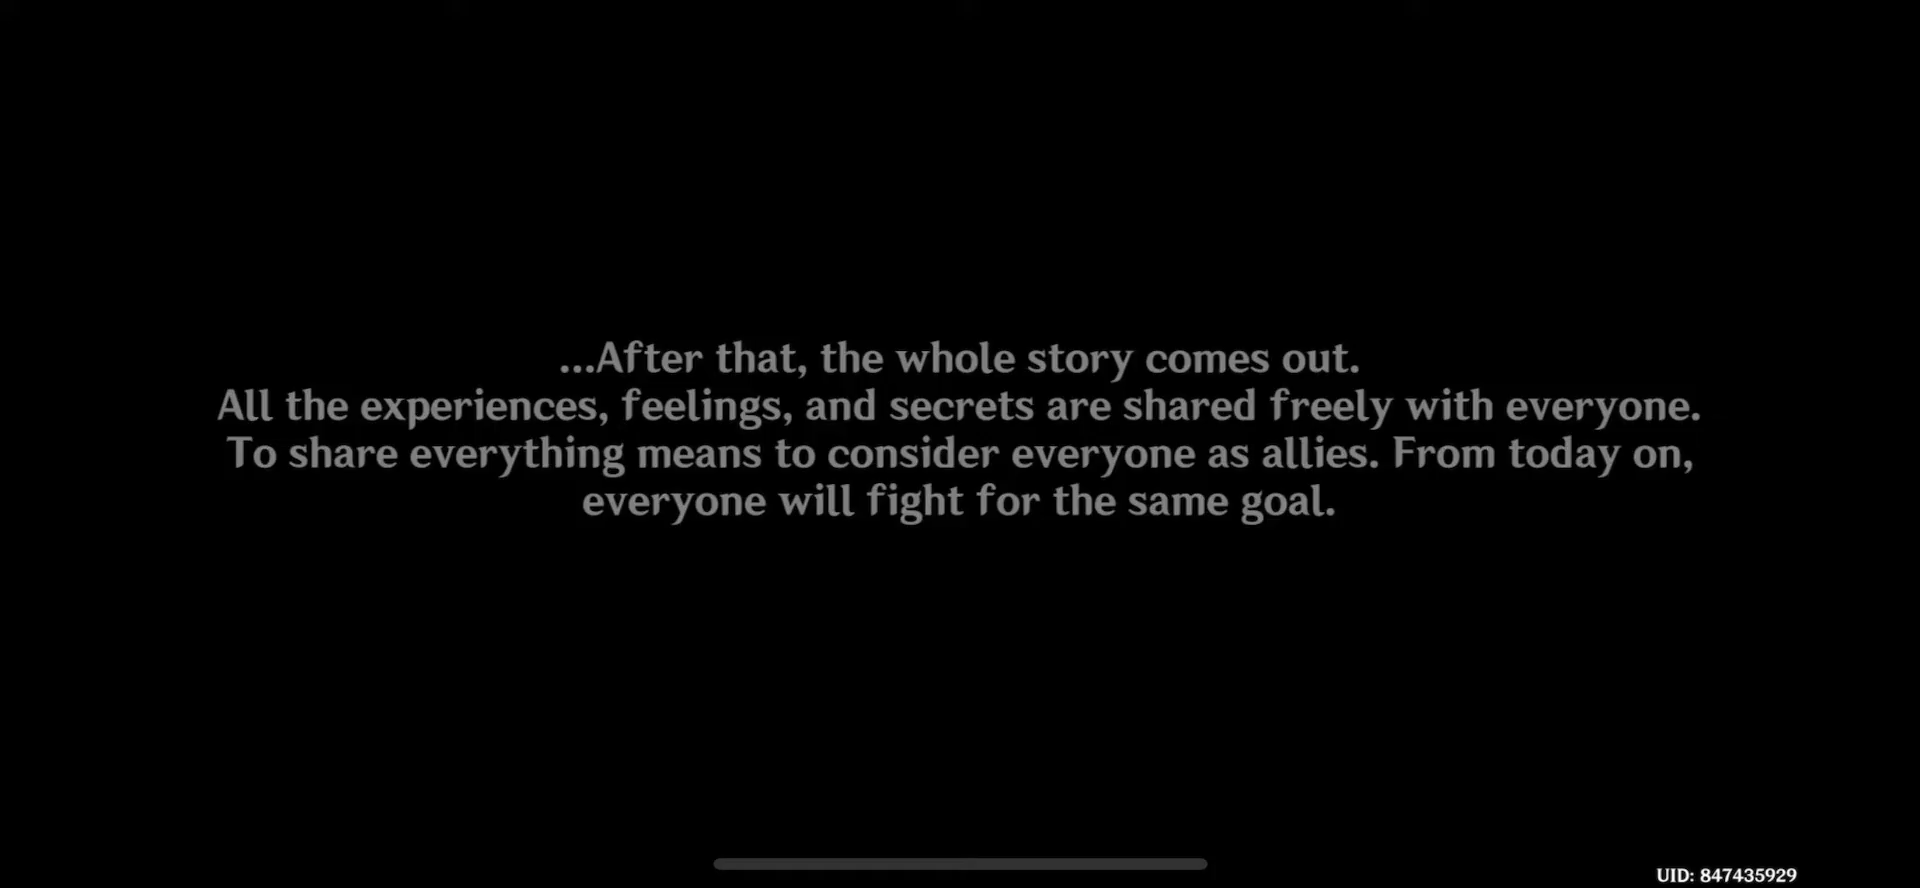 ...After that, the whole story comes out.
All the experiences, feelings, and secrets are shared freely with everyone.
To share everything means to consider everyone as allies. From today on,
everyone will fight for the same goal.
UID: 847435929